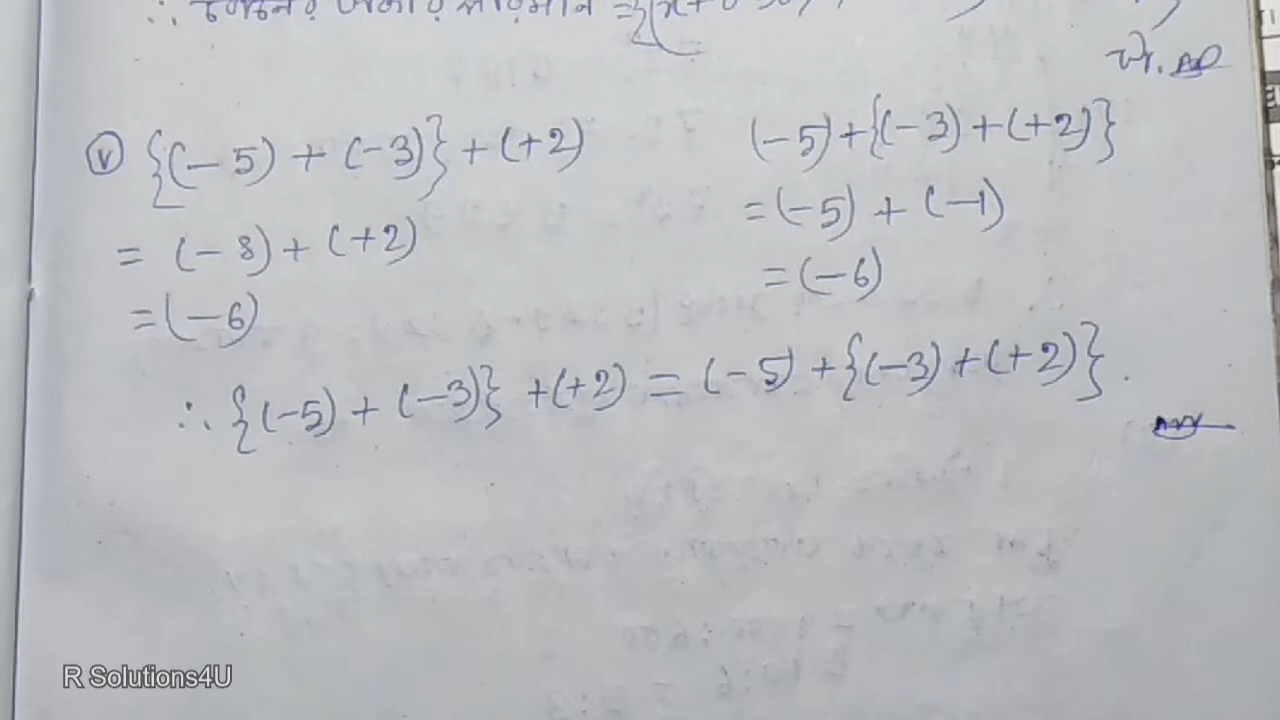 পরিমান = {(x+
(v) {(-5) + (-3)} + (+2)
= (-8) + (+2)
= (-6)
(-5) + {(-3) + (+2)}
= (-5) + (-1)
= (-6)
∴ {(-5) + (-3)} + (+2) = (-5) + {(-3) + (+2)}.
R Solutions4U